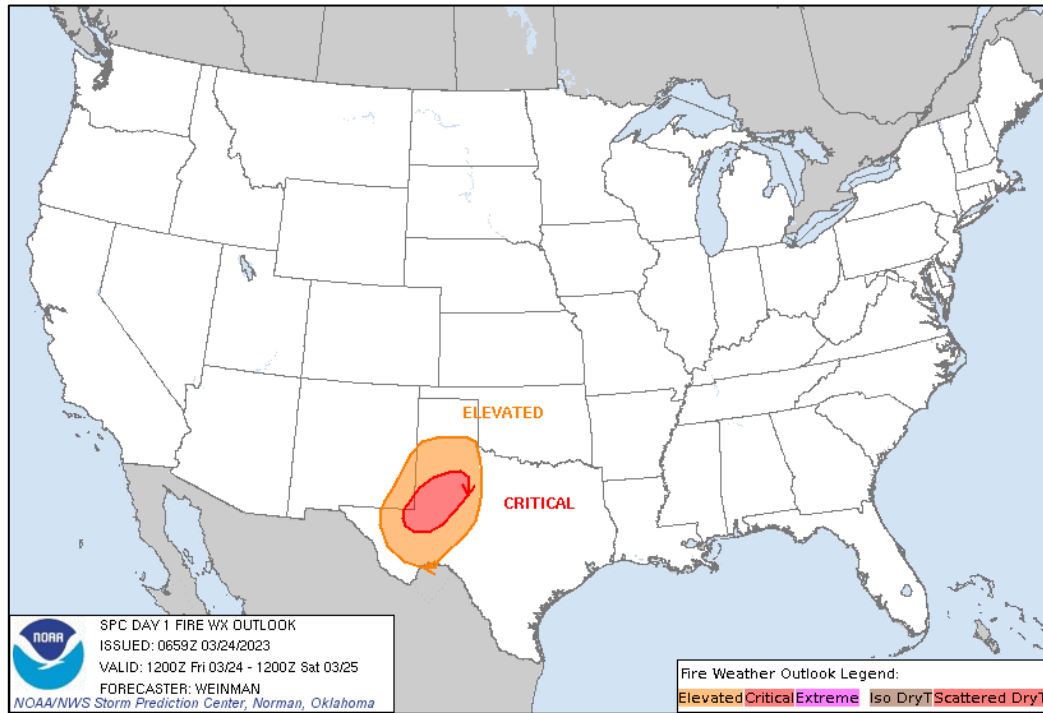 ELEVATED
CRITICAL
NOAA
SPC DAY 1 FIRE WX OUTLOOK
ISSUED: 0659Z 03/24/2023
VALID: 1200Z Fri 03/24 - 1200Z Sat 03/25
FORECASTER: WEINMAN
NOAA/NWS Storm Prediction Center, Norman, Oklahoma
Fire Weather Outlook Legend:
Elevated Critical Extreme Iso DryT Scattered DryT